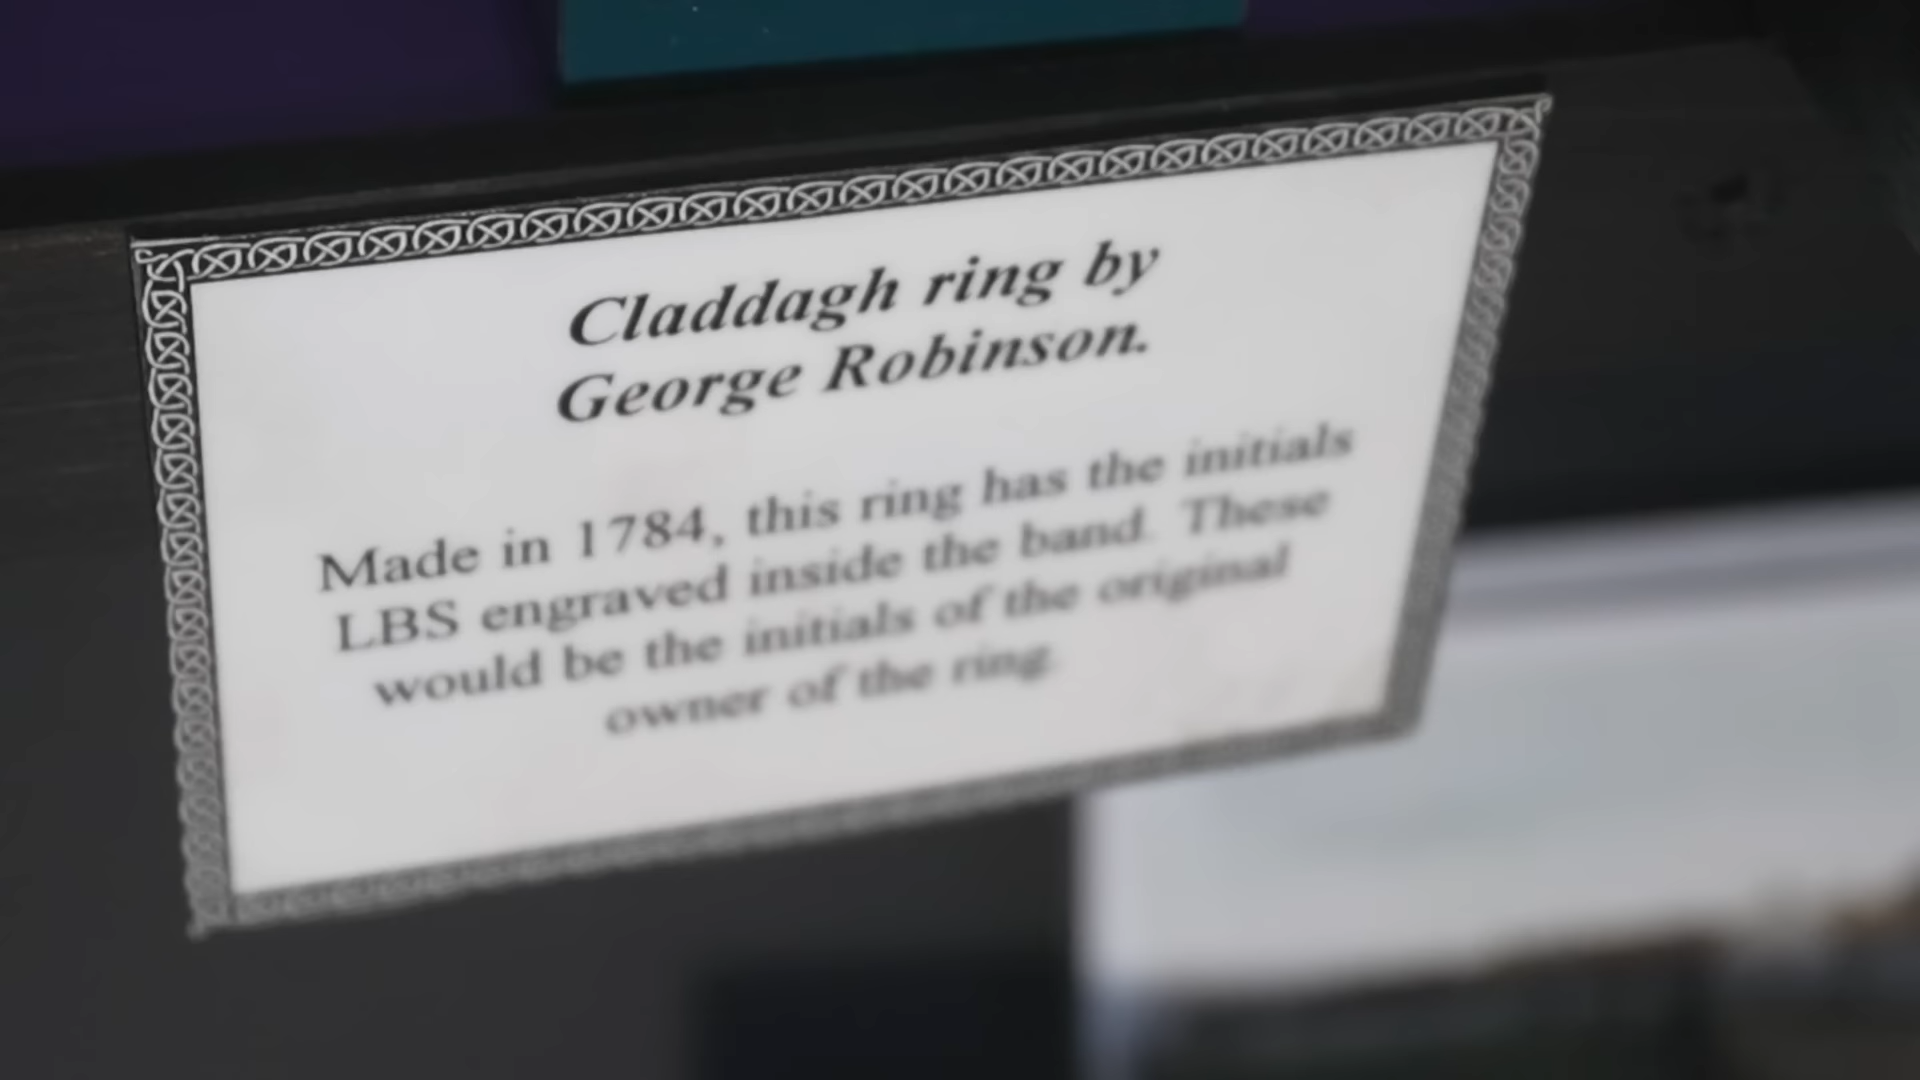 Claddagh ring by
George Robinson.
Made in 1784, this ring has the initials
LBS engraved inside the band. These
would be the initials of the original
owner of the ring.